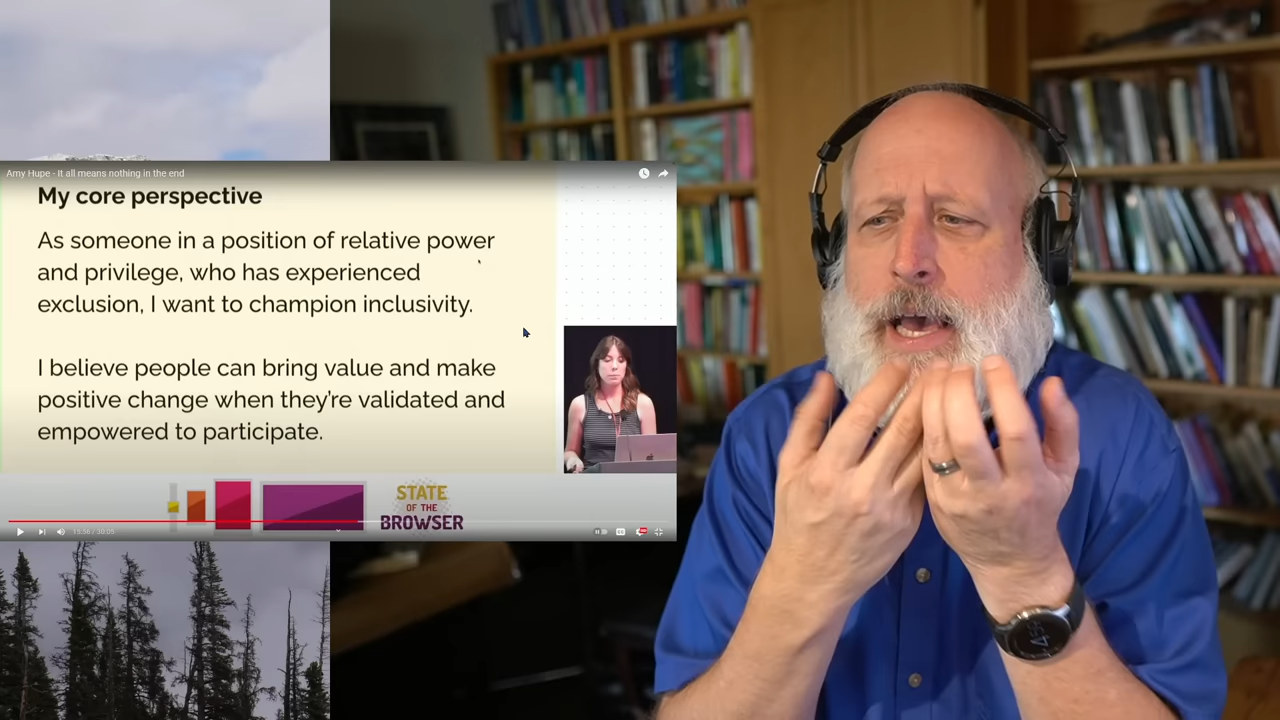 Amy Hupe - It all means nothing in the end
My core perspective
As someone in a position of relative power
and privilege, who has experienced
exclusion, I want to champion inclusivity.
I believe people can bring value and make
positive change when they're validated and
empowered to participate.
STATE
OF THE
BROWSER